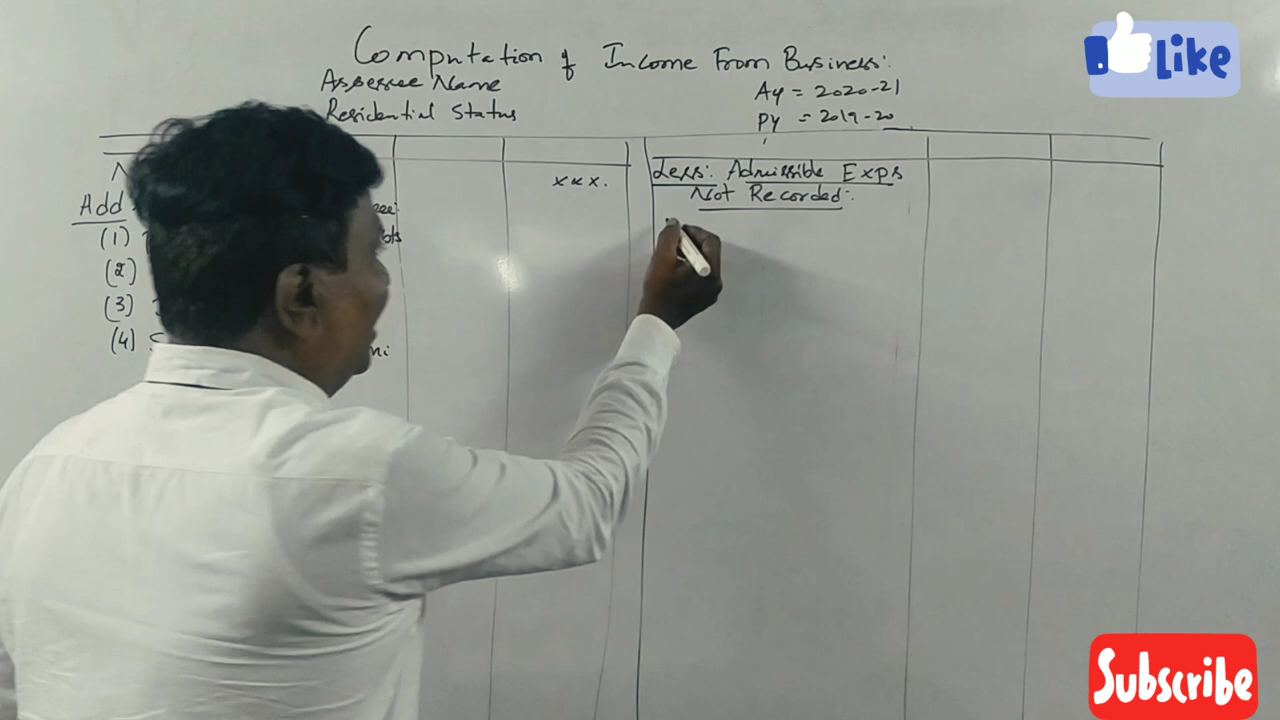 Computation of Income From Business:
Assessee Name
Residential Status
Ay = 2020-21
Py = 2019-20
Like
x x x.
Add
(1)
(2)
(3)
(4) S
Less: Admissible Exps
Not Recorded:
Subscribe